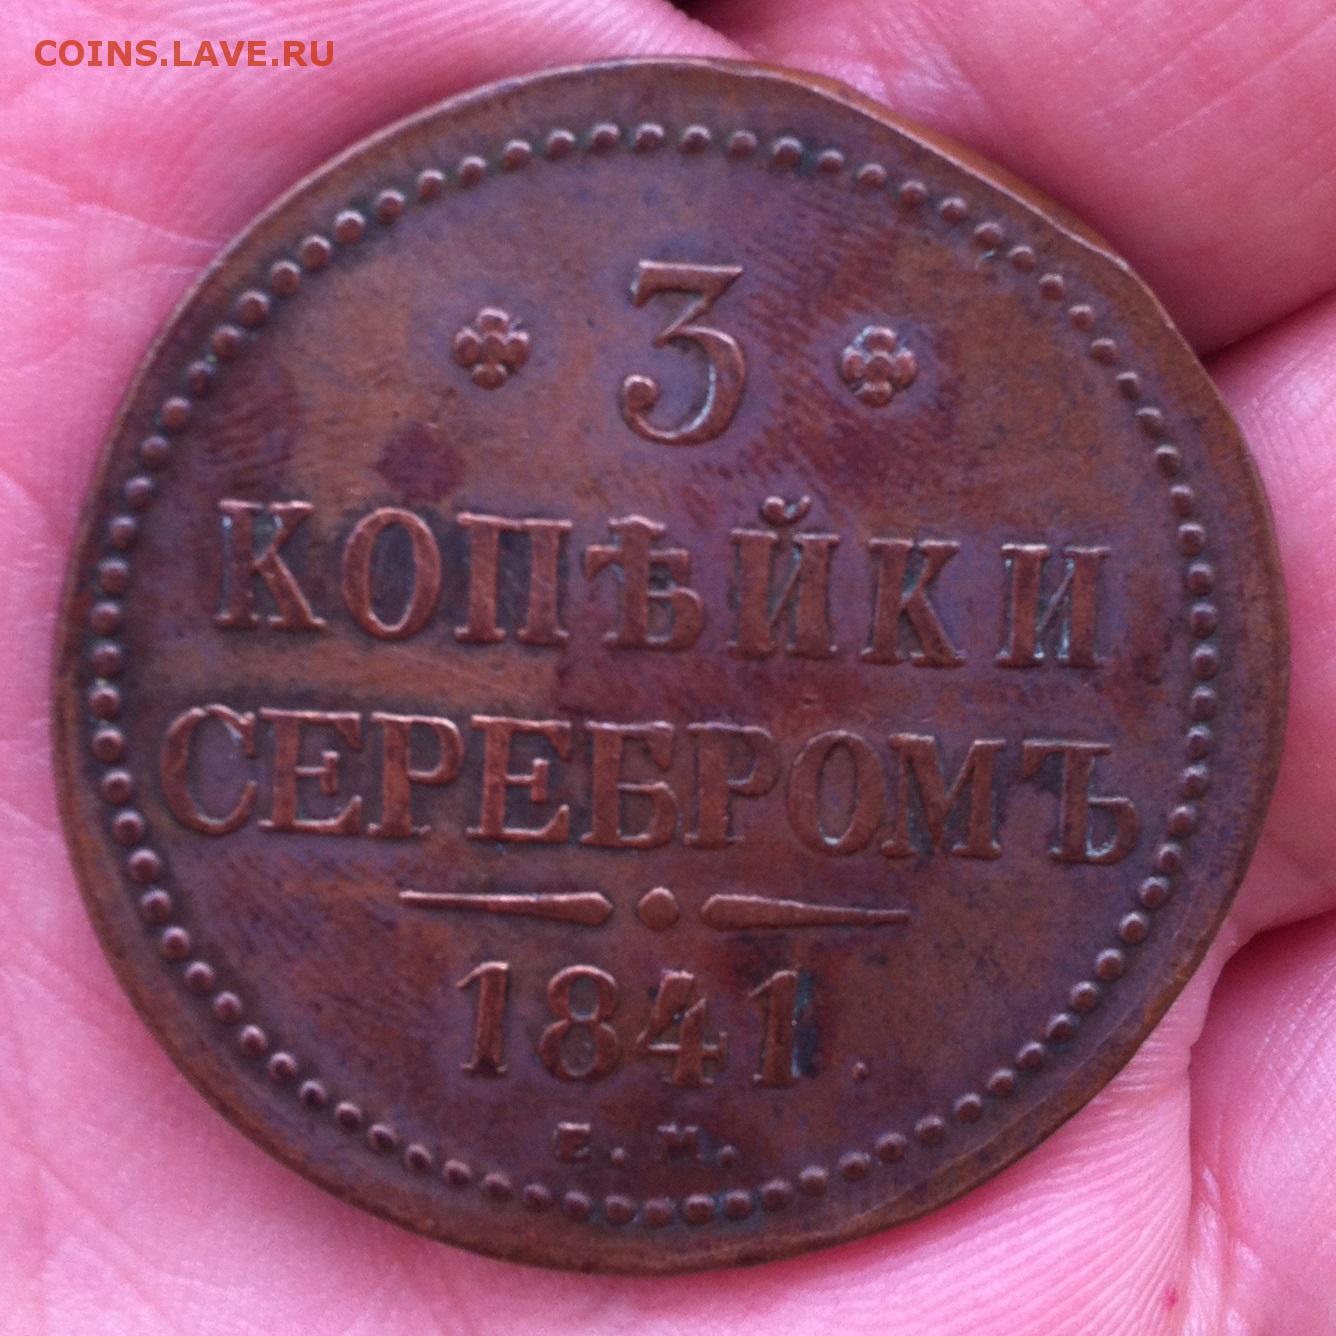 COINS.LAVE.RU
3
КОПѢЙКИ
СЕРЕБРОМЪ
1841.
Е.М.